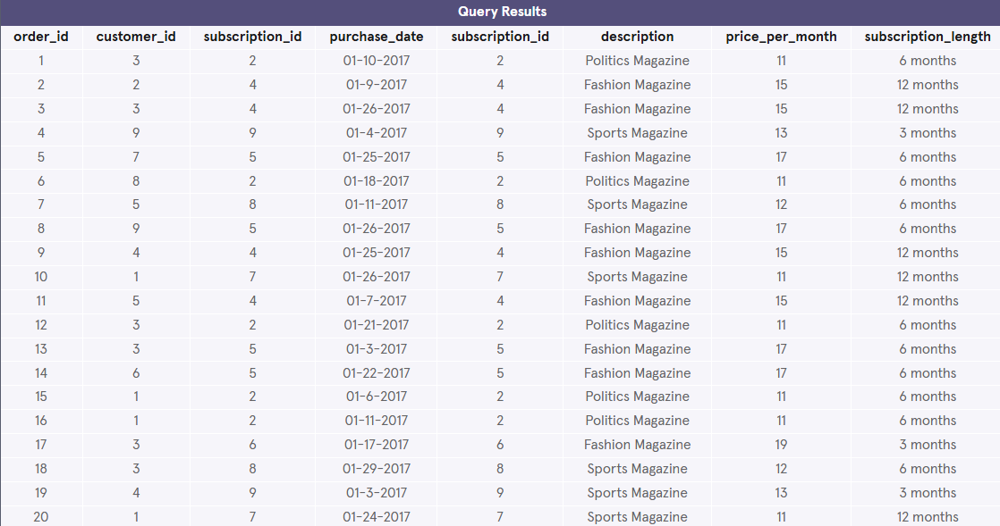 Query Results
order_id customer_id subscription_id purchase_date subscription_id description price_per_month subscription_length
1 3 2 01-10-2017 2 Politics Magazine 11 6 months
2 2 4 01-9-2017 4 Fashion Magazine 15 12 months
3 3 4 01-26-2017 4 Fashion Magazine 15 12 months
4 9 9 01-4-2017 9 Sports Magazine 13 3 months
5 7 5 01-25-2017 5 Fashion Magazine 17 6 months
6 8 2 01-18-2017 2 Politics Magazine 11 6 months
7 5 8 01-11-2017 8 Sports Magazine 12 6 months
8 9 5 01-26-2017 5 Fashion Magazine 17 6 months
9 4 4 01-25-2017 4 Fashion Magazine 15 12 months
10 1 7 01-26-2017 7 Sports Magazine 11 12 months
11 5 4 01-7-2017 4 Fashion Magazine 15 12 months
12 3 2 01-21-2017 2 Politics Magazine 11 6 months
13 3 5 01-3-2017 5 Fashion Magazine 17 6 months
14 6 5 01-22-2017 5 Fashion Magazine 17 6 months
15 1 2 01-6-2017 2 Politics Magazine 11 6 months
16 1 2 01-11-2017 2 Politics Magazine 11 6 months
17 3 6 01-17-2017 6 Fashion Magazine 19 3 months
18 3 8 01-29-2017 8 Sports Magazine 12 6 months
19 4 9 01-3-2017 9 Sports Magazine 13 3 months
20 1 7 01-24-2017 7 Sports Magazine 11 12 months